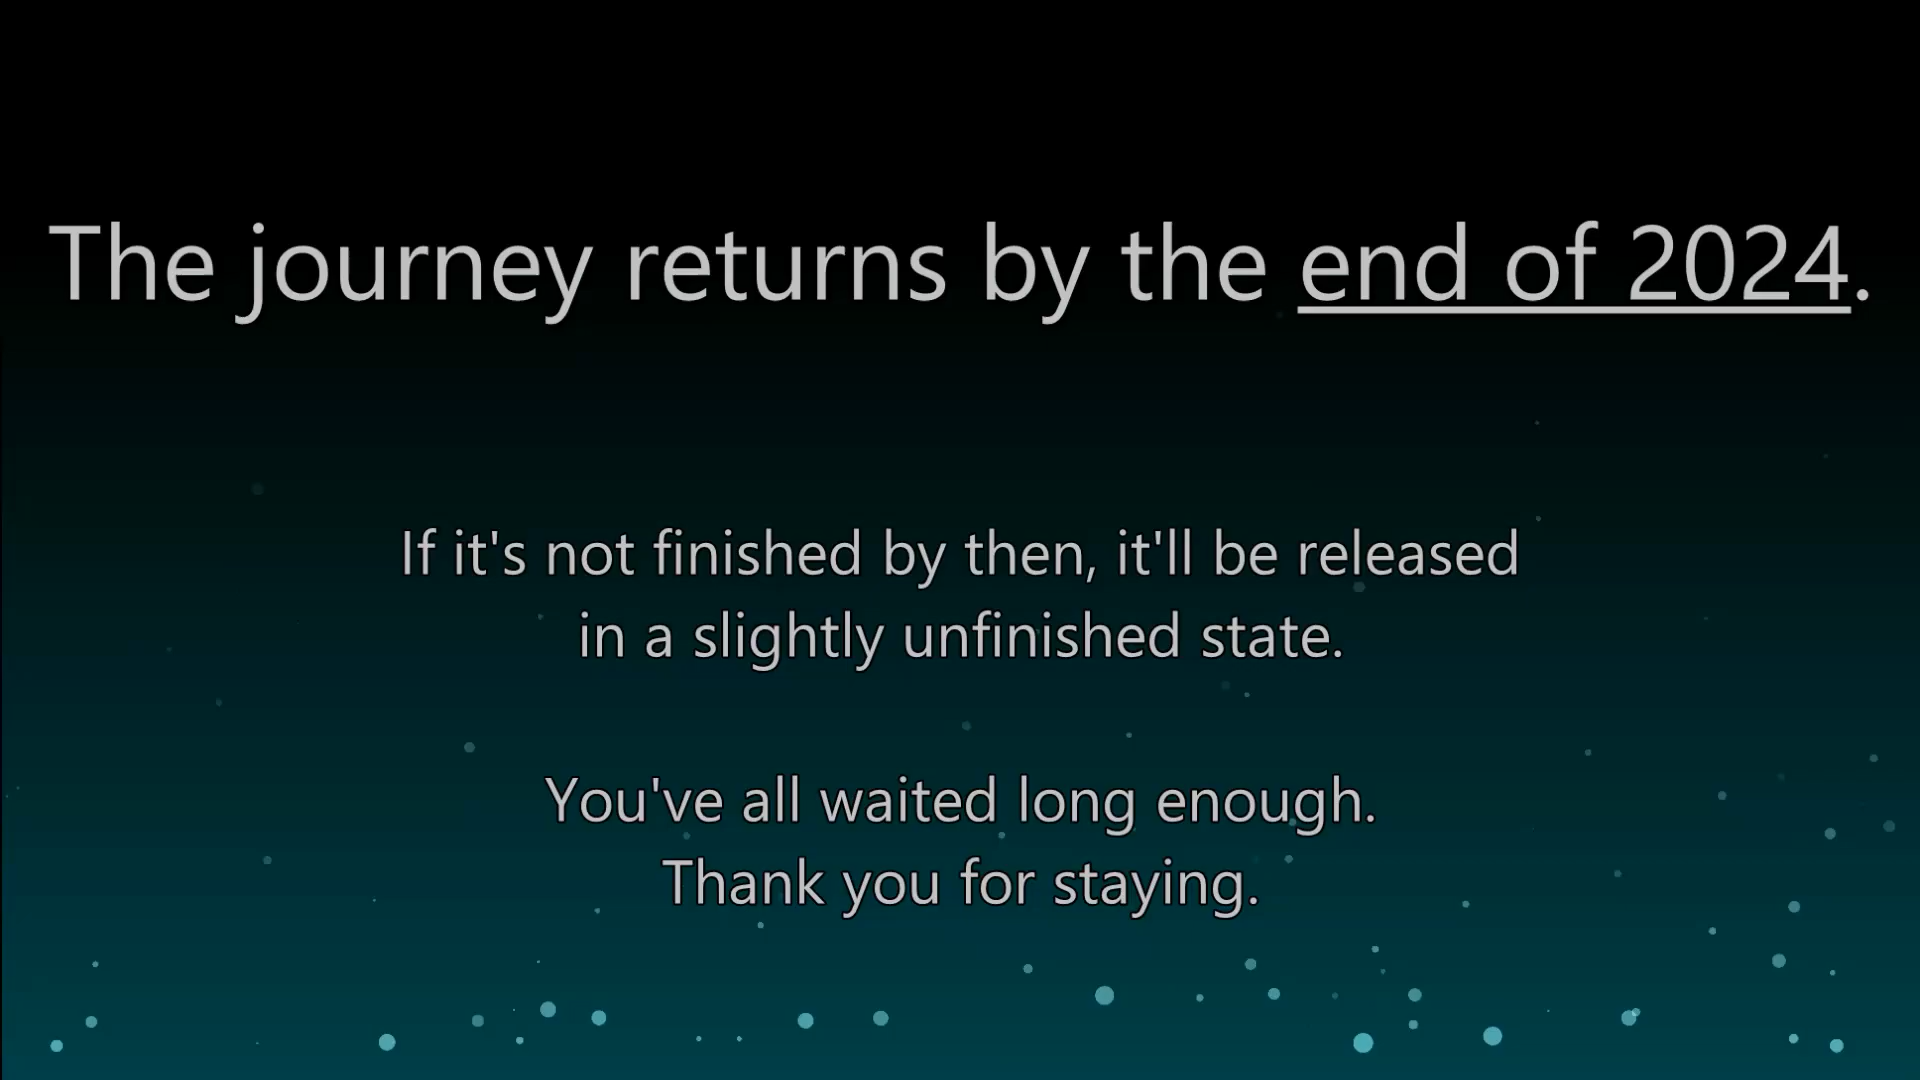 The journey returns by the end of 2024.
If it's not finished by then, it'll be released
in a slightly unfinished state.
You've all waited long enough.
Thank you for staying.